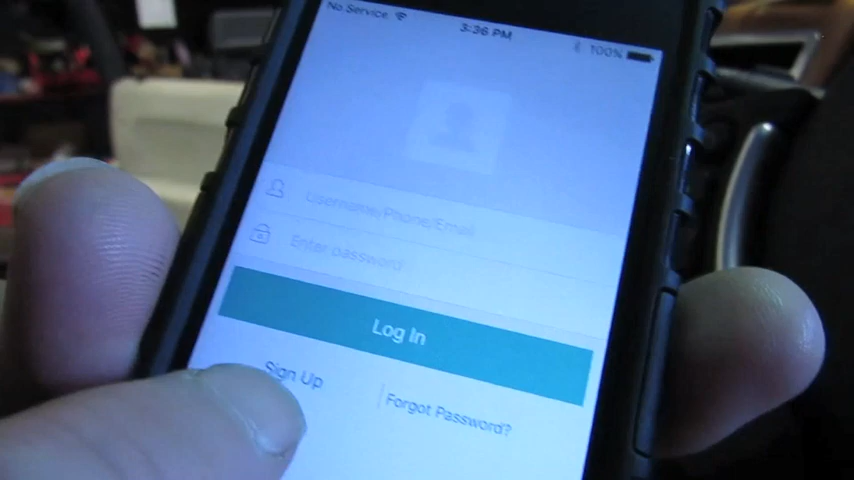 No Service 3:36 PM 100%
Username/Phone/Email
Enter password
Log In
Sign Up
Forgot Password?